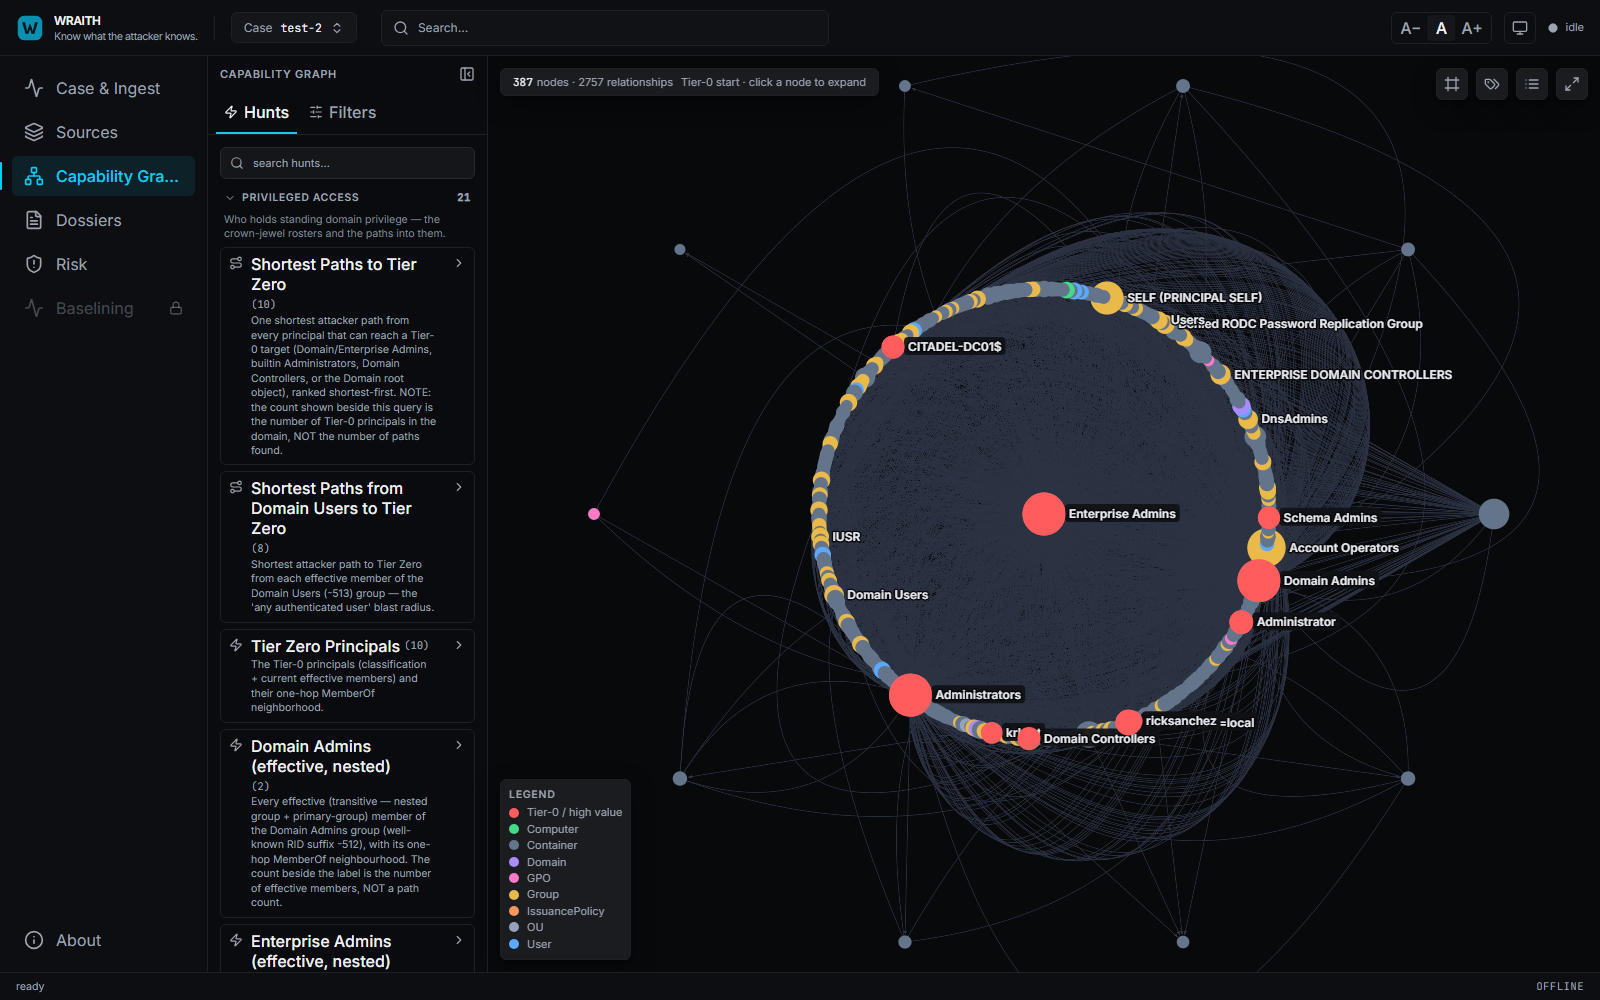 WRAITH
Know what the attacker knows.
Case test-2
Search...
A− A A+
idle
Case & Ingest
Sources
Capability Gra...
Dossiers
Risk
Baselining
About
CAPABILITY GRAPH
Hunts
Filters
search hunts...
PRIVILEGED ACCESS 21
Who holds standing domain privilege — the
crown-jewel rosters and the paths into them.
Shortest Paths to Tier
Zero
(10)
One shortest attacker path from
every principal that can reach a Tier-
0 target (Domain/Enterprise Admins,
builtin Administrators, Domain
Controllers, or the Domain root
object), ranked shortest-first. NOTE:
the count shown beside this query is
the number of Tier-0 principals in the
domain, NOT the number of paths
found.
Shortest Paths from
Domain Users to Tier
Zero
(8)
Shortest attacker path to Tier Zero
from each effective member of the
Domain Users (-513) group — the
'any authenticated user' blast radius.
Tier Zero Principals (10)
The Tier-0 principals (classification
+ current effective members) and
their one-hop MemberOf
neighborhood.
Domain Admins
(effective, nested)
(2)
Every effective (transitive — nested
group + primary-group) member of
the Domain Admins group (well-
known RID suffix -512), with its one-
hop MemberOf neighbourhood. The
count beside the label is the number
of effective members, NOT a path
count.
Enterprise Admins
(effective, nested)
387 nodes · 2757 relationships Tier-0 start · click a node to expand
SELF (PRINCIPAL SELF)
Users
RODC Password Replication Group
CITADEL-DC01$
ENTERPRISE DOMAIN CONTROLLERS
DnsAdmins
Enterprise Admins
Schema Admins
IUSR
Account Operators
Domain Admins
Domain Users
Administrator
Administrators
ricksanchez =local
Domain Controllers
LEGEND
Tier-0 / high value
Computer
Container
Domain
GPO
Group
IssuancePolicy
OU
User
ready
OFFLINE